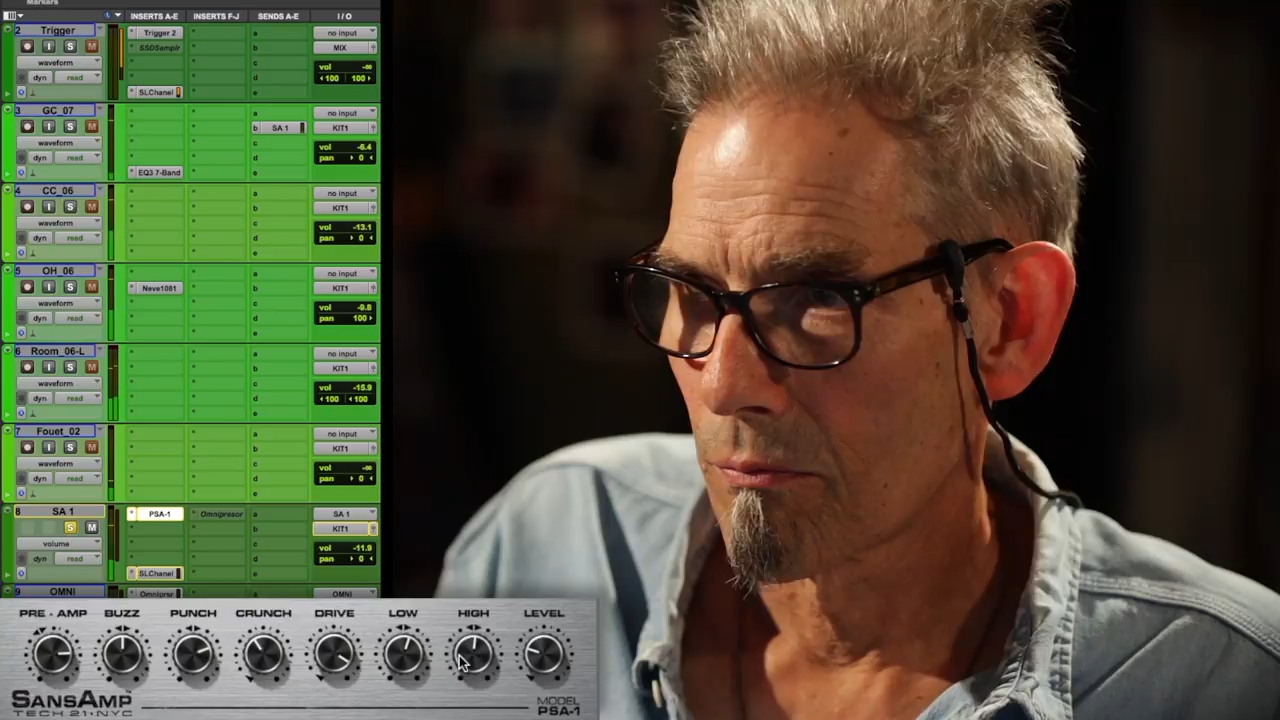 Markers
INSERTS A-E INSERTS F-J SENDS A-E I / O
2 Trigger Trigger 2 a no input
I S M SSDSamplr b MIX
waveform c vol -∞
dyn read d 100 100
SLChanel e
3 GC_07 a no input
I S M b SA 1 KIT1
waveform c vol -6.4
dyn read d pan 0
EQ3 7-Band e
4 CC_06 a no input
I S M b KIT1
waveform c vol -13.1
dyn read d pan 0
e
5 OH_06 a no input
I S M Neve1081 b KIT1
waveform c vol -9.8
dyn read d pan 100
e
6 Room_06-L a no input
I S M b KIT1
waveform c vol -15.9
dyn read d 100 100
e
7 Fouet_02 a no input
I S M b KIT1
waveform c vol -∞
dyn read d pan 0
e
8 SA 1 PSA-1 Omnipresor a SA 1
S M b KIT1
volume c vol -11.9
dyn read d pan 0
SLChanel e
9 OMNI Omniprsr a OMNI
PRE - AMP BUZZ PUNCH CRUNCH DRIVE LOW HIGH LEVEL
SANSAMP
TECH 21•NYC
MODEL
PSA-1